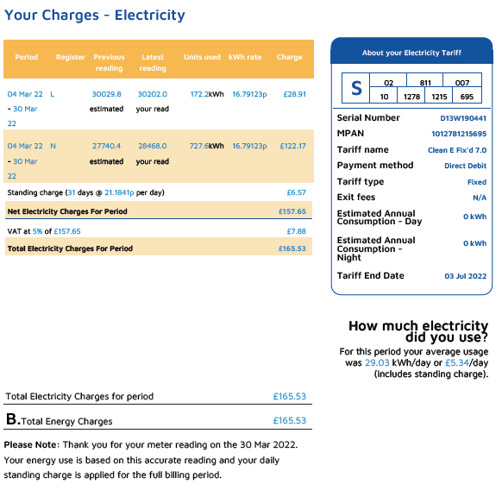 Your Charges - Electricity
Period Register Previous reading Latest reading Units used kWh rate Charge
04 Mar 22 L 30029.8 30202.0 172.2kWh 16.79123p £28.91
- 30 Mar estimated your read
22
04 Mar 22 N 27740.4 28468.0 727.6kWh 16.79123p £122.17
- 30 Mar estimated your read
22
Standing charge (31 days @ 21.1841p per day) £6.57
Net Electricity Charges For Period £157.65
VAT at 5% of £157.65 £7.88
Total Electricity Charges For Period £165.53
About your Electricity Tariff
S 02 811 007
10 1278 1215 695
Serial Number D13W190441
MPAN 1012781215695
Tariff name Clean E Fix'd 7.0
Payment method Direct Debit
Tariff type Fixed
Exit fees N/A
Estimated Annual
Consumption - Day 0 kWh
Estimated Annual
Consumption - 0 kWh
Night
Tariff End Date 03 Jul 2022
How much electricity
did you use?
For this period your average usage
was 29.03 kWh/day or £5.34/day
(includes standing charge).
Total Electricity Charges for period £165.53
B.Total Energy Charges £165.53
Please Note: Thank you for your meter reading on the 30 Mar 2022.
Your energy use is based on this accurate reading and your daily
standing charge is applied for the full billing period.